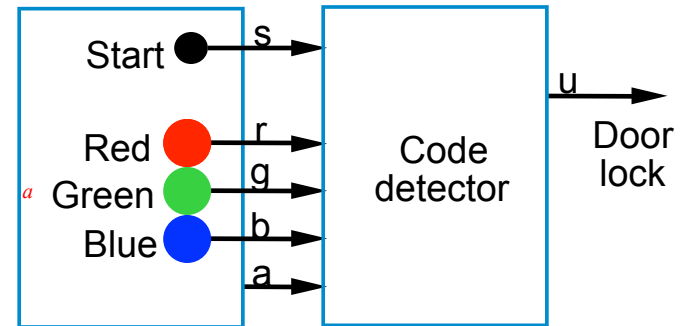 Start
s
u
Red
r
Door
lock
Code
detector
a
Green
g
Blue
b
a